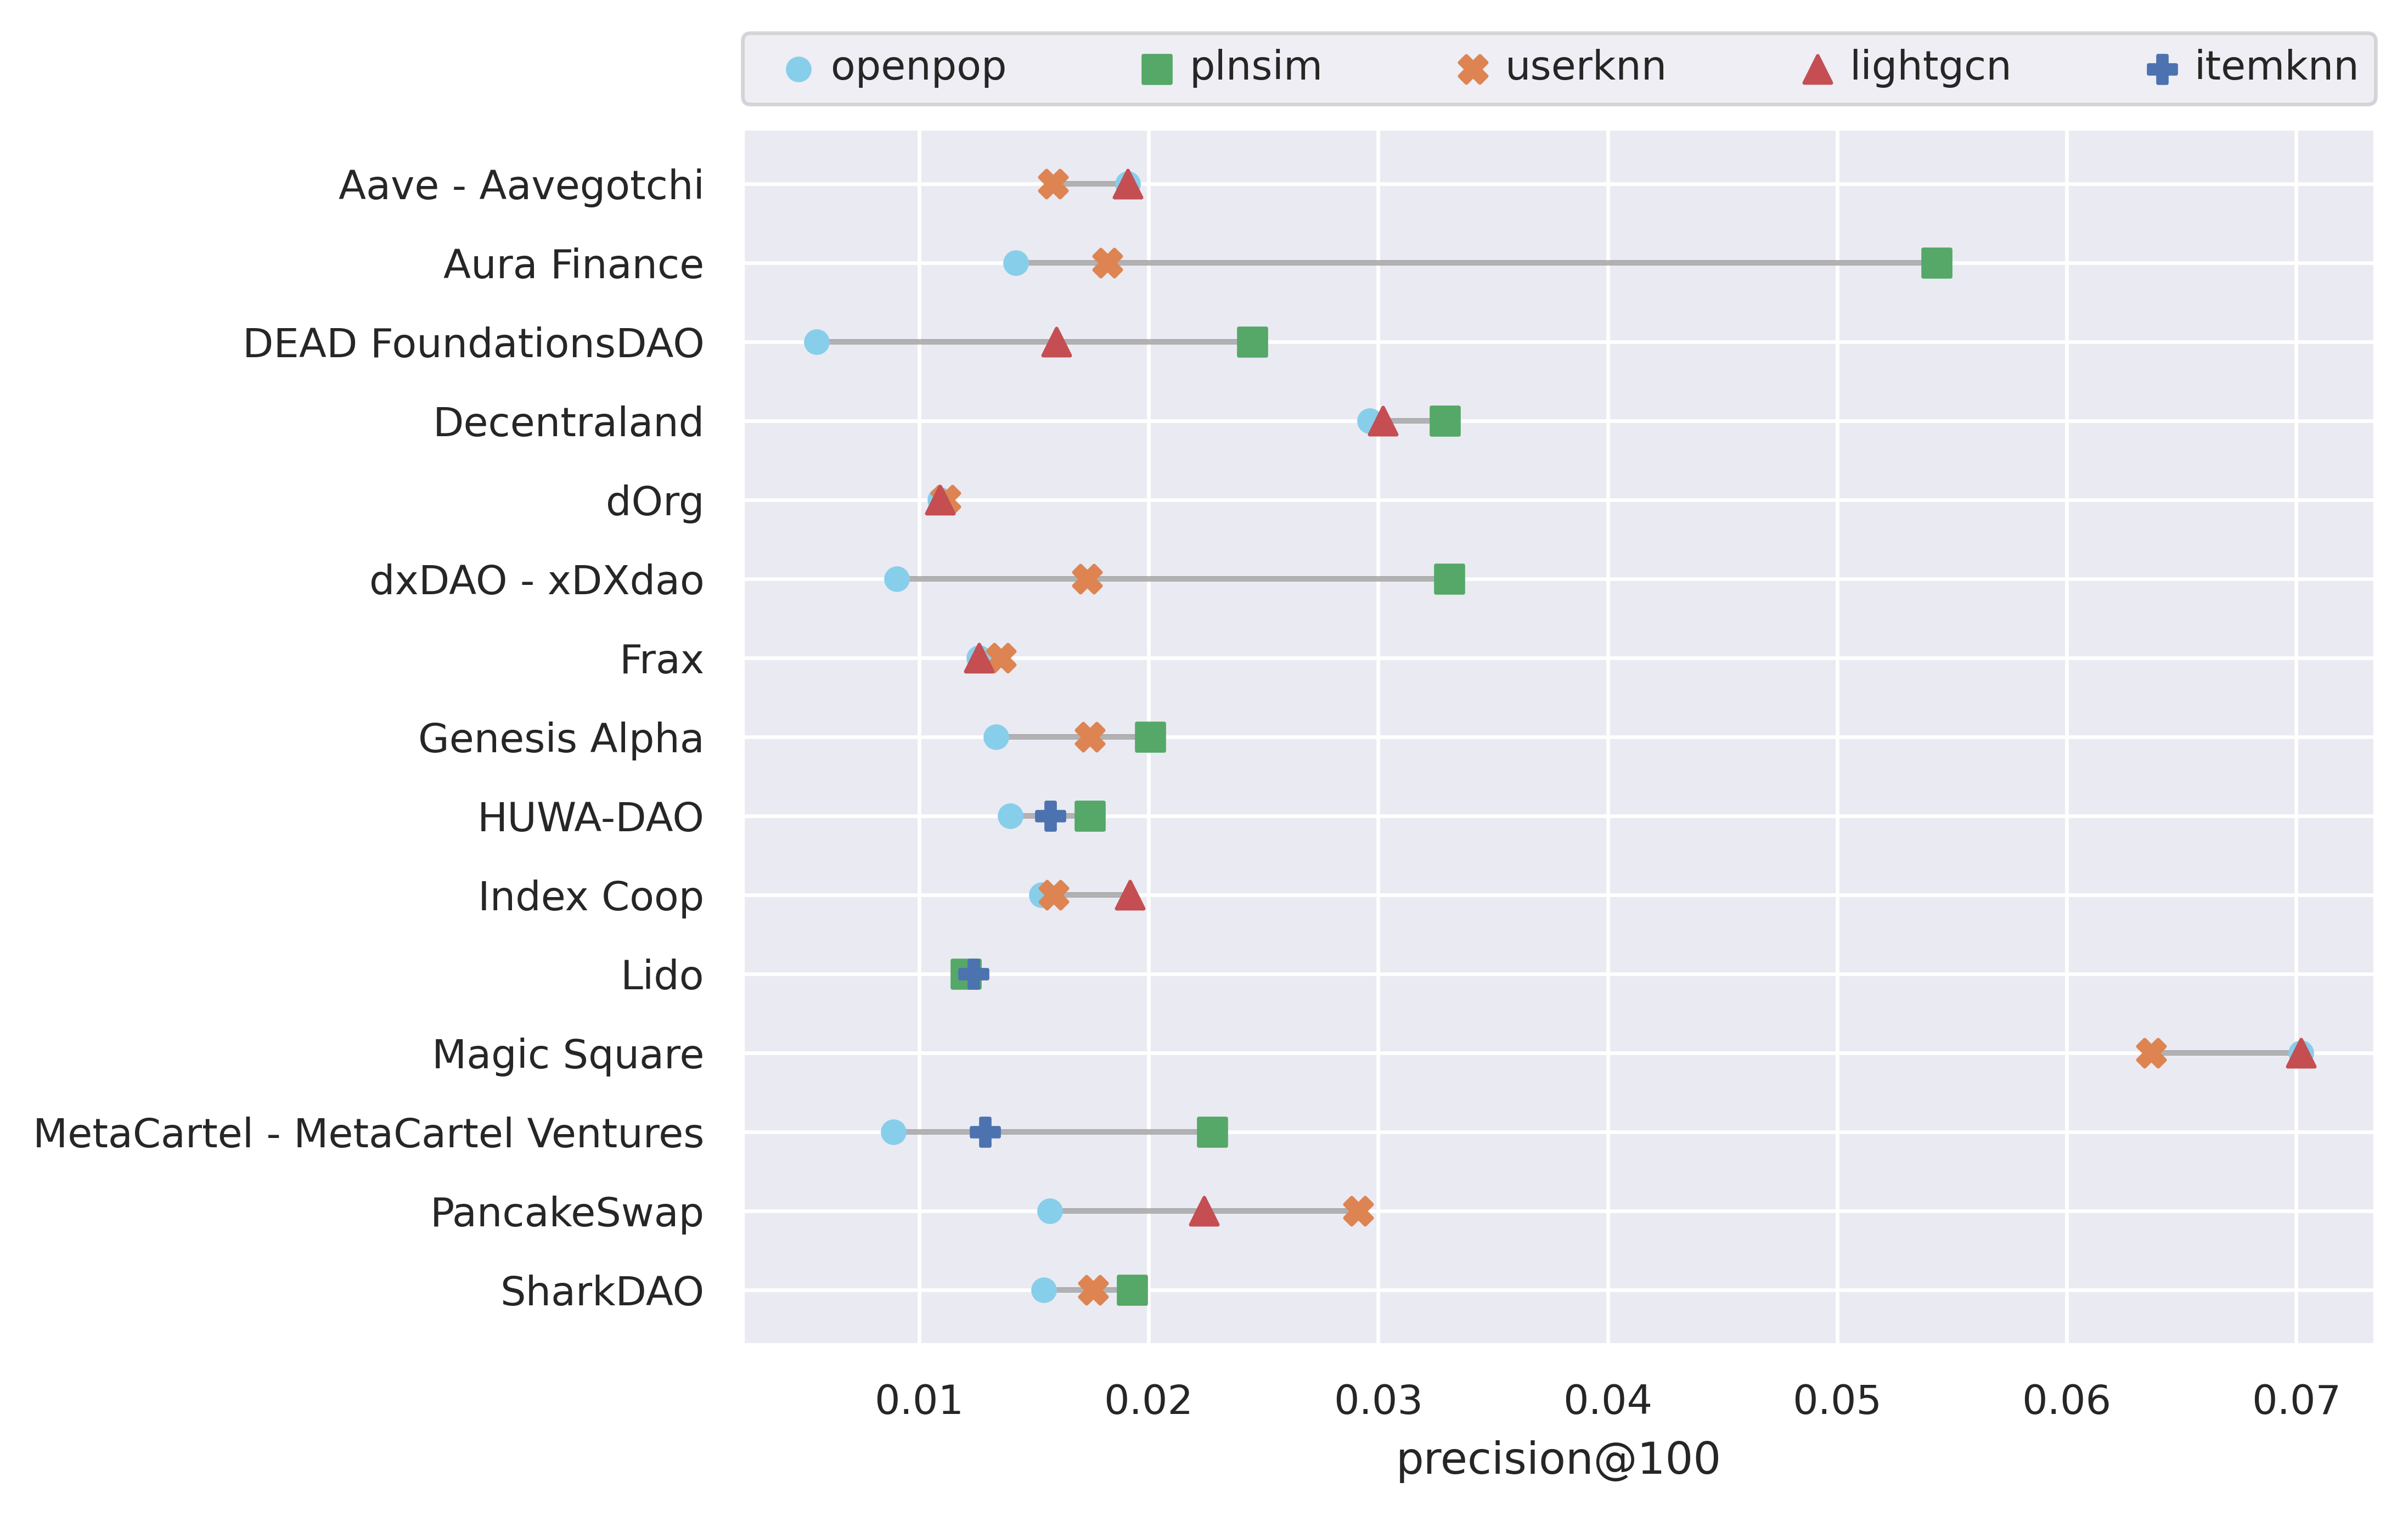 openpop plnsim userknn lightgcn itemknn
Aave - Aavegotchi
Aura Finance
DEAD FoundationsDAO
Decentraland
dOrg
dxDAO - xDXdao
Frax
Genesis Alpha
HUWA-DAO
Index Coop
Lido
Magic Square
MetaCartel - MetaCartel Ventures
PancakeSwap
SharkDAO
0.01 0.02 0.03 0.04 0.05 0.06 0.07
precision@100